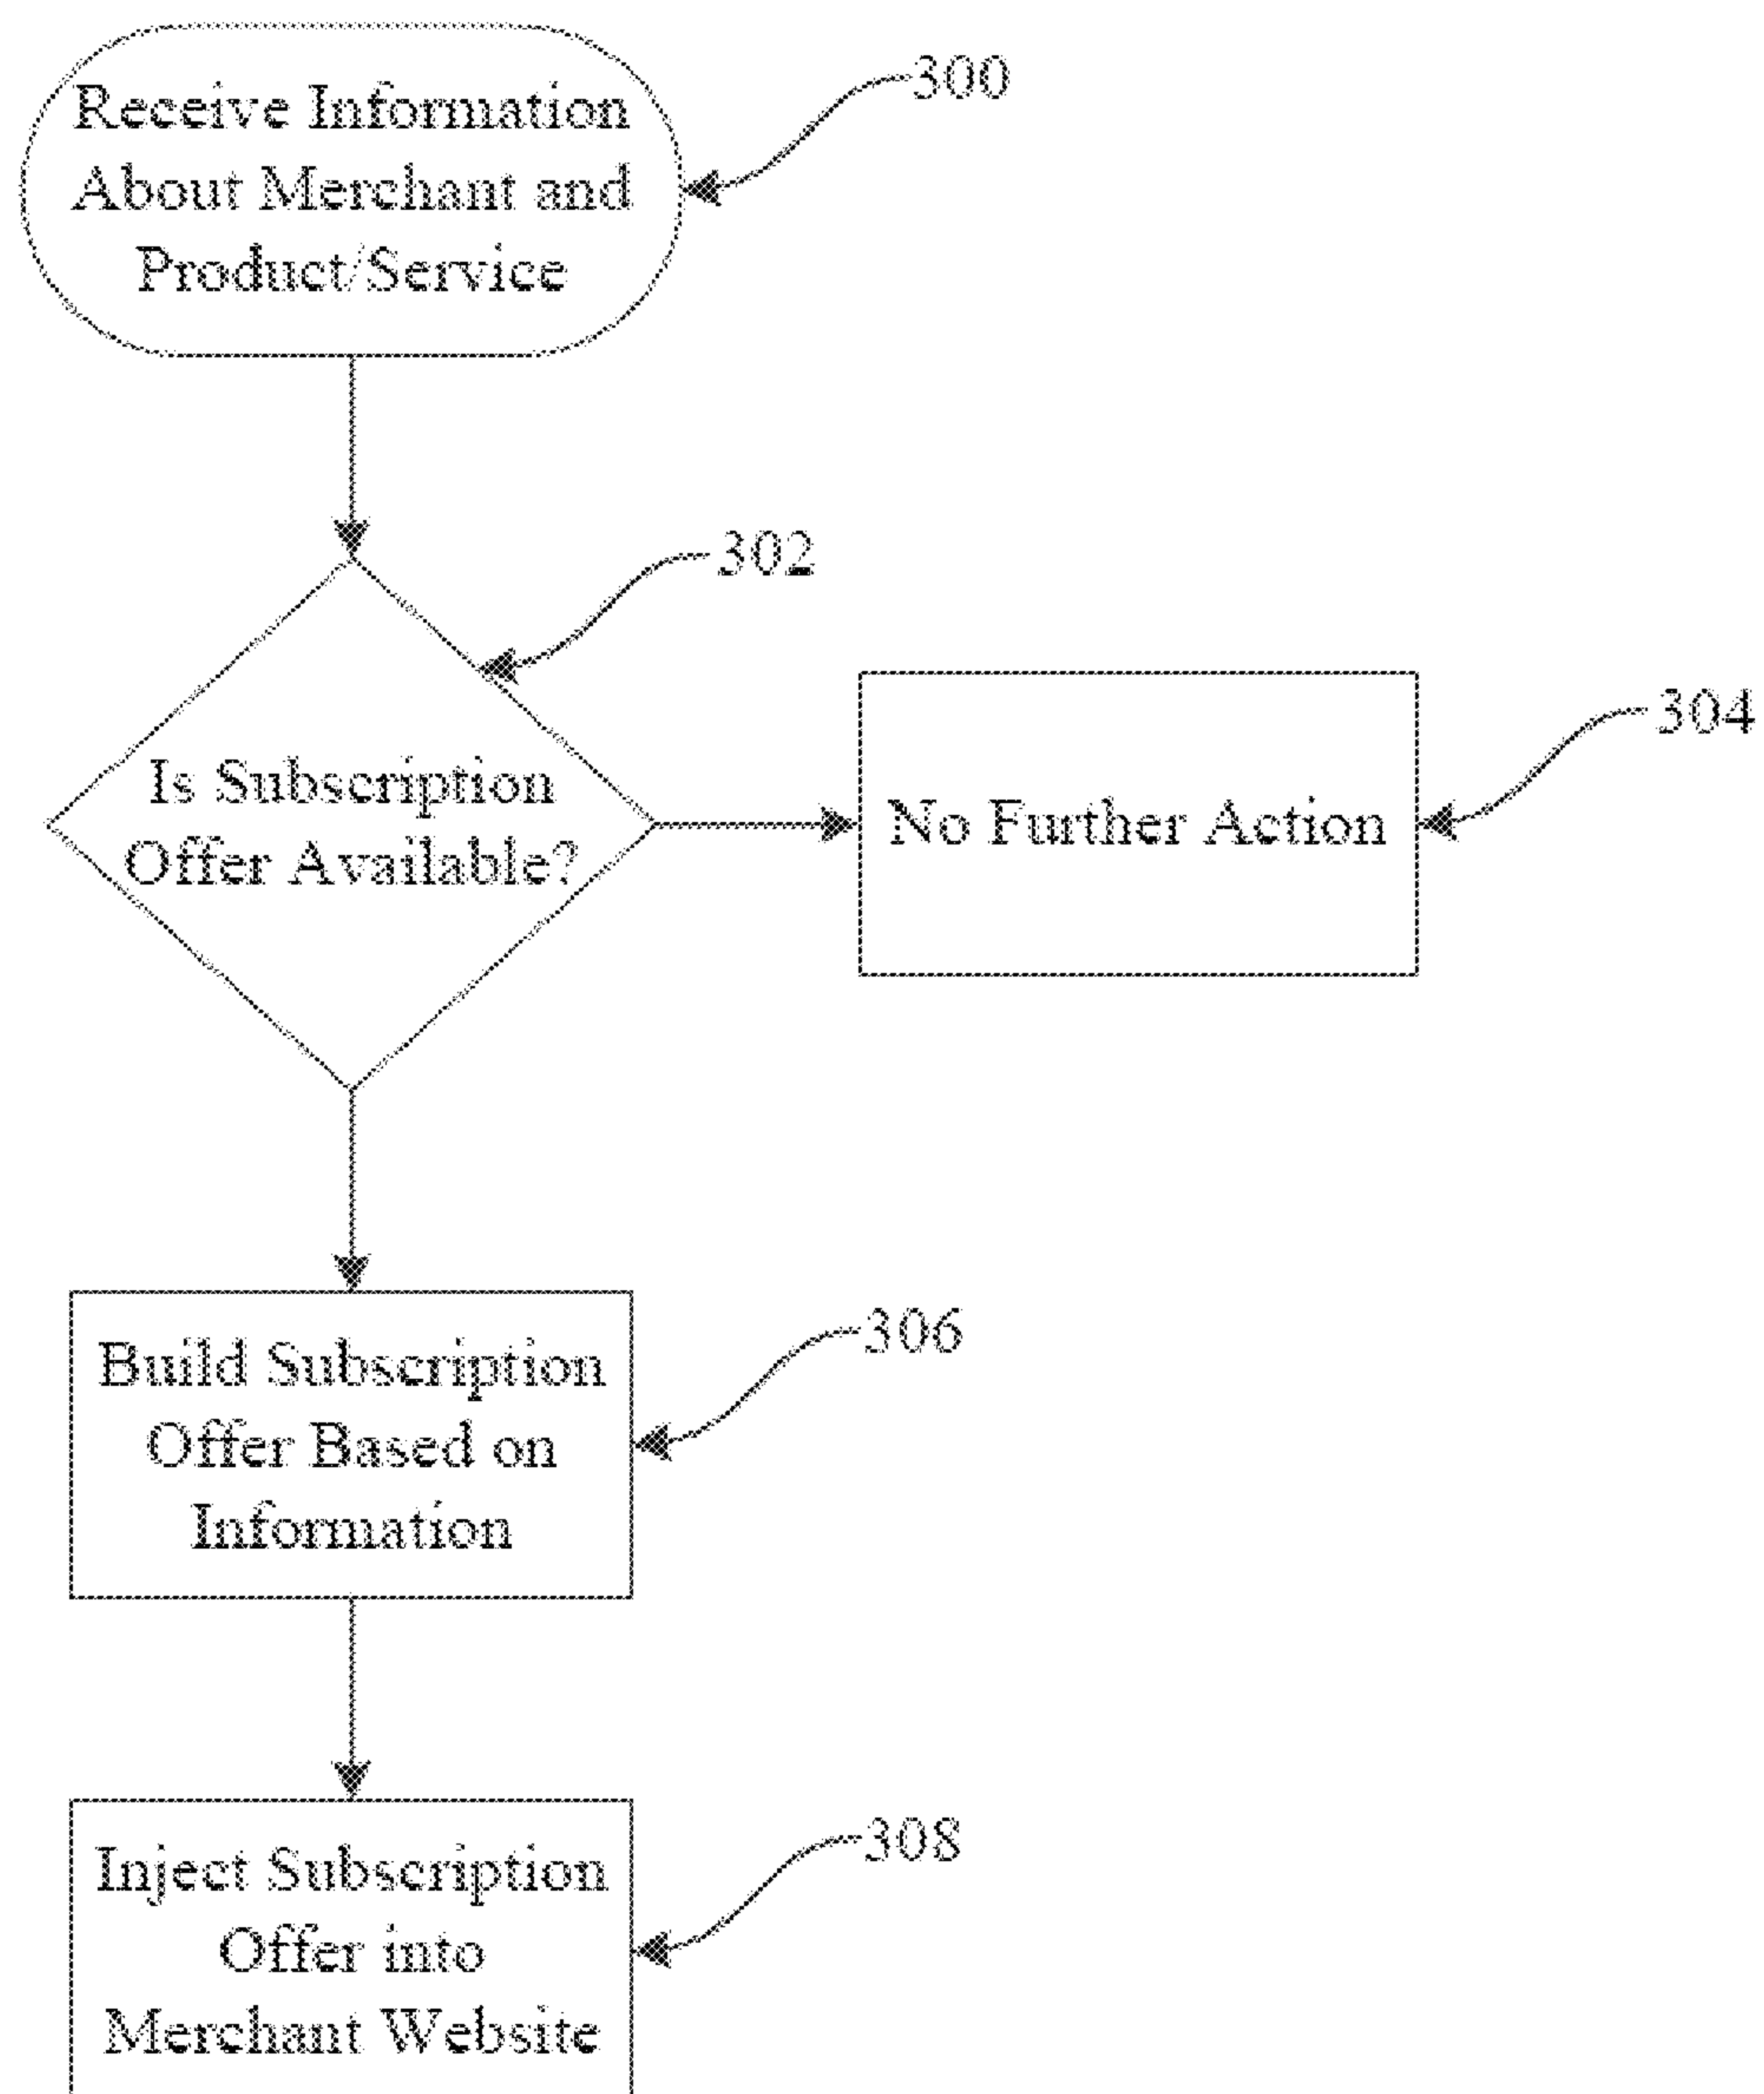 Receive Information
About Merchant and
Product/Service
300
302
Is Subscription
Offer Available?
304
No Further Action
306
Build Subscription
Offer Based on
Information
308
Inject Subscription
Offer into
Merchant Website